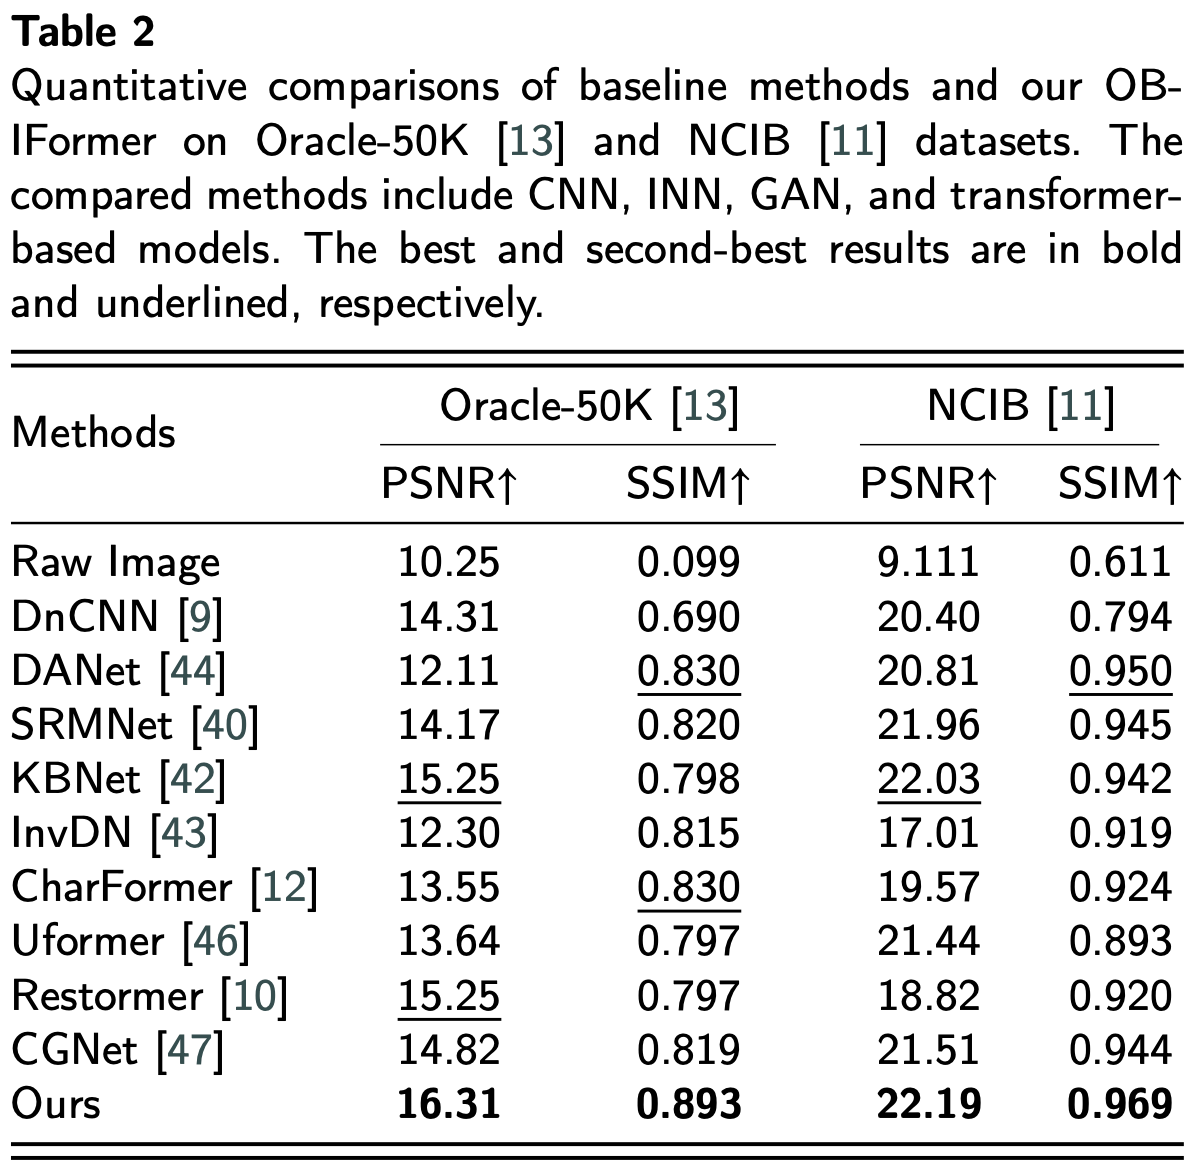 Table 2
Quantitative comparisons of baseline methods and our OB-
IFormer on Oracle-50K [13] and NCIB [11] datasets. The
compared methods include CNN, INN, GAN, and transformer-
based models. The best and second-best results are in bold
and underlined, respectively.
Methods Oracle-50K [13] NCIB [11]
PSNR↑ SSIM↑ PSNR↑ SSIM↑
Raw Image 10.25 0.099 9.111 0.611
DnCNN [9] 14.31 0.690 20.40 0.794
DANet [44] 12.11 0.830 20.81 0.950
SRMNet [40] 14.17 0.820 21.96 0.945
KBNet [42] 15.25 0.798 22.03 0.942
InvDN [43] 12.30 0.815 17.01 0.919
CharFormer [12] 13.55 0.830 19.57 0.924
Uformer [46] 13.64 0.797 21.44 0.893
Restormer [10] 15.25 0.797 18.82 0.920
CGNet [47] 14.82 0.819 21.51 0.944
Ours 16.31 0.893 22.19 0.969